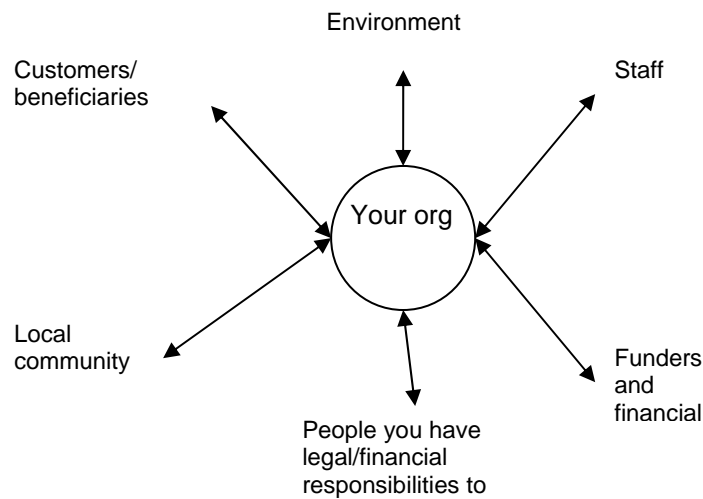 Environment
Customers/
beneficiaries
Staff
Your org
Local
community
Funders
and
financial
People you have
legal/financial
responsibilities to